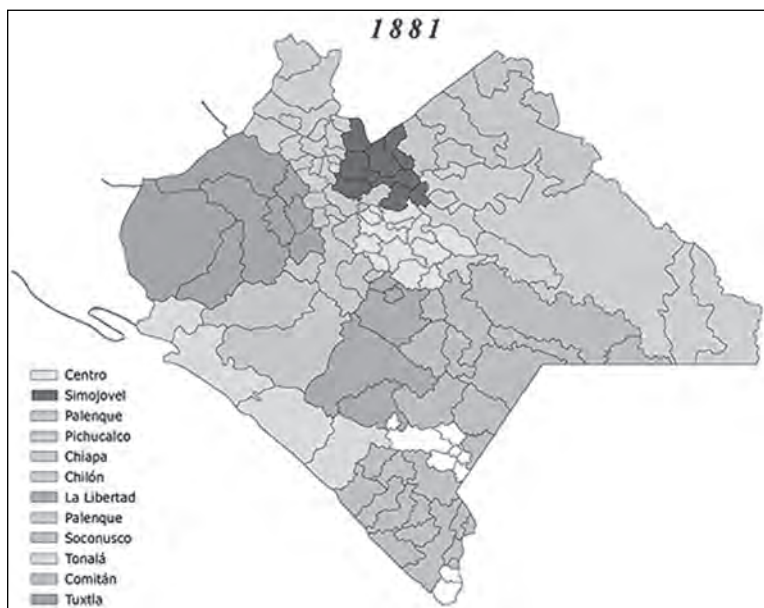 1881
Centro
Simojovel
Palenque
Pichucalco
Chiapa
Chilón
La Libertad
Palenque
Soconusco
Tonalá
Comitán
Tuxtla